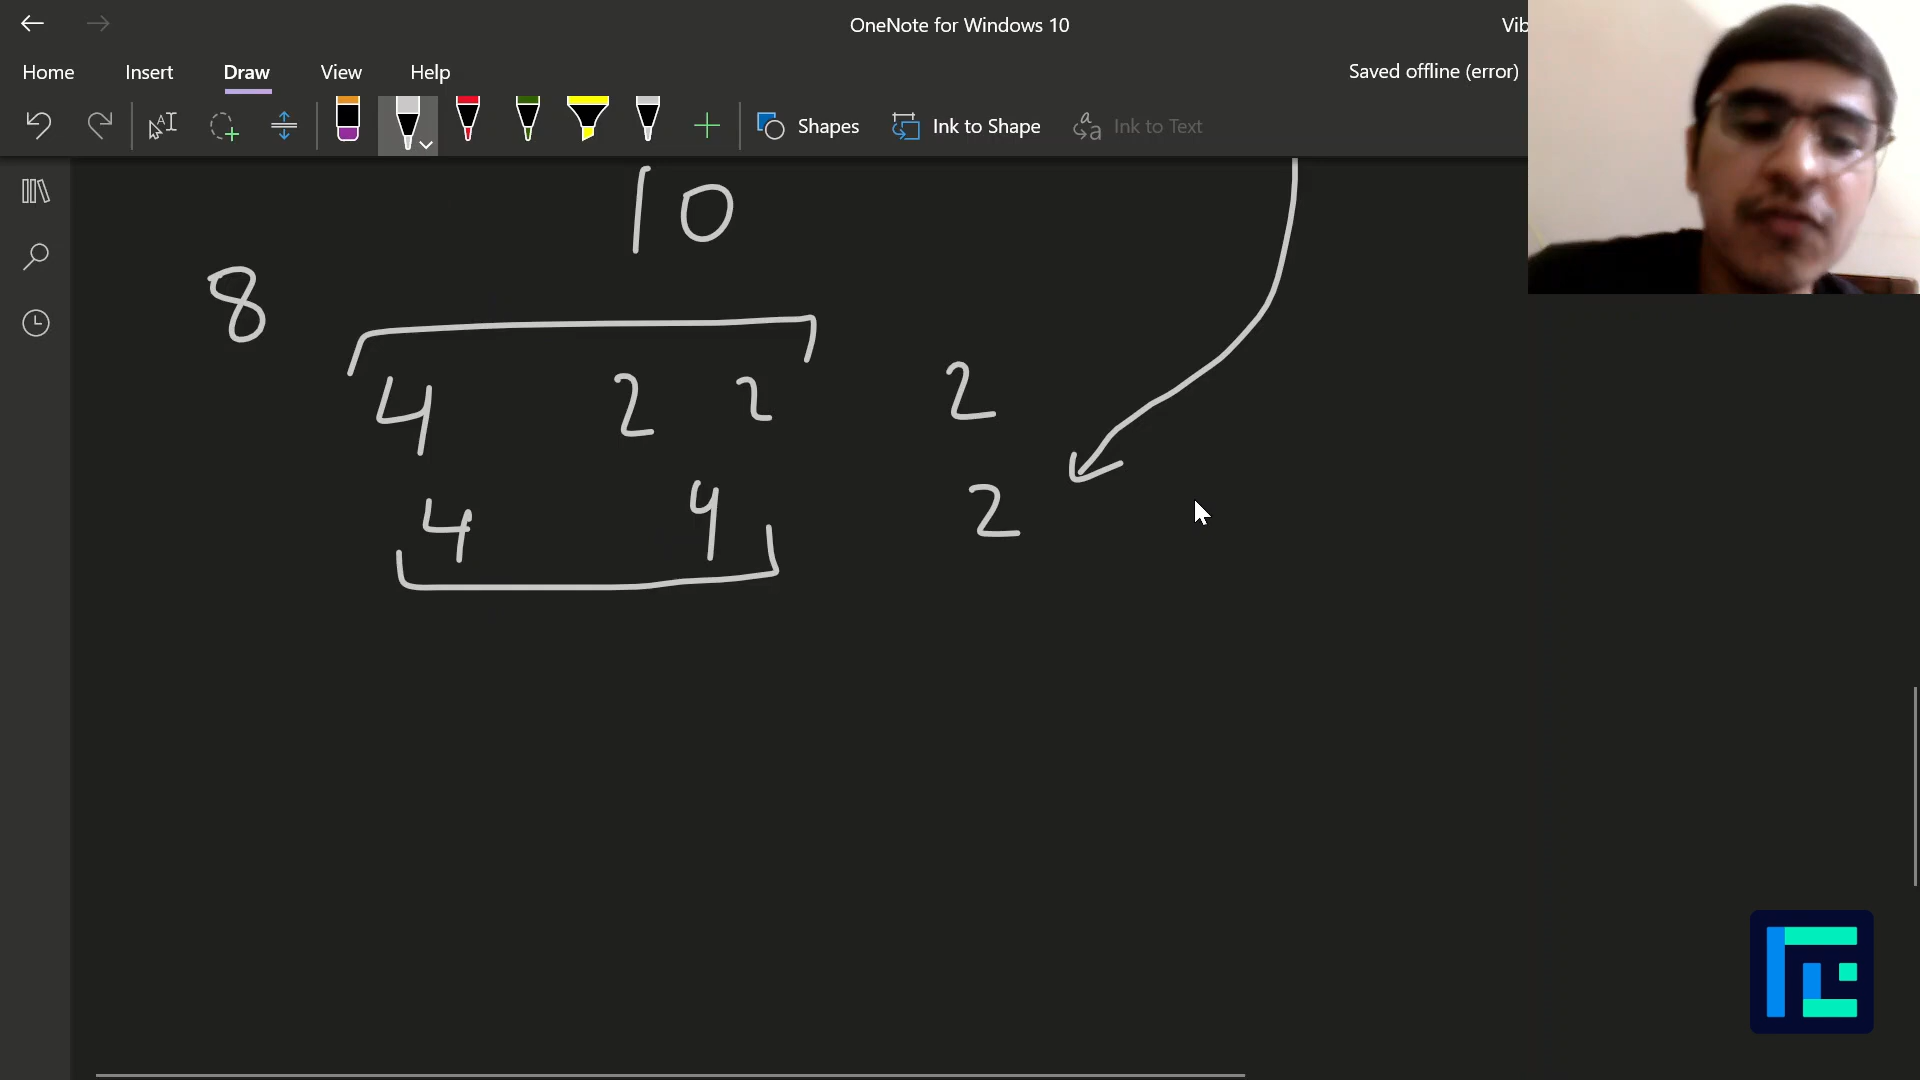 OneNote for Windows 10
Vib
Home Insert Draw View Help
Saved offline (error)
Shapes Ink to Shape Ink to Text
10
8
4 2 2 2
4 4 2